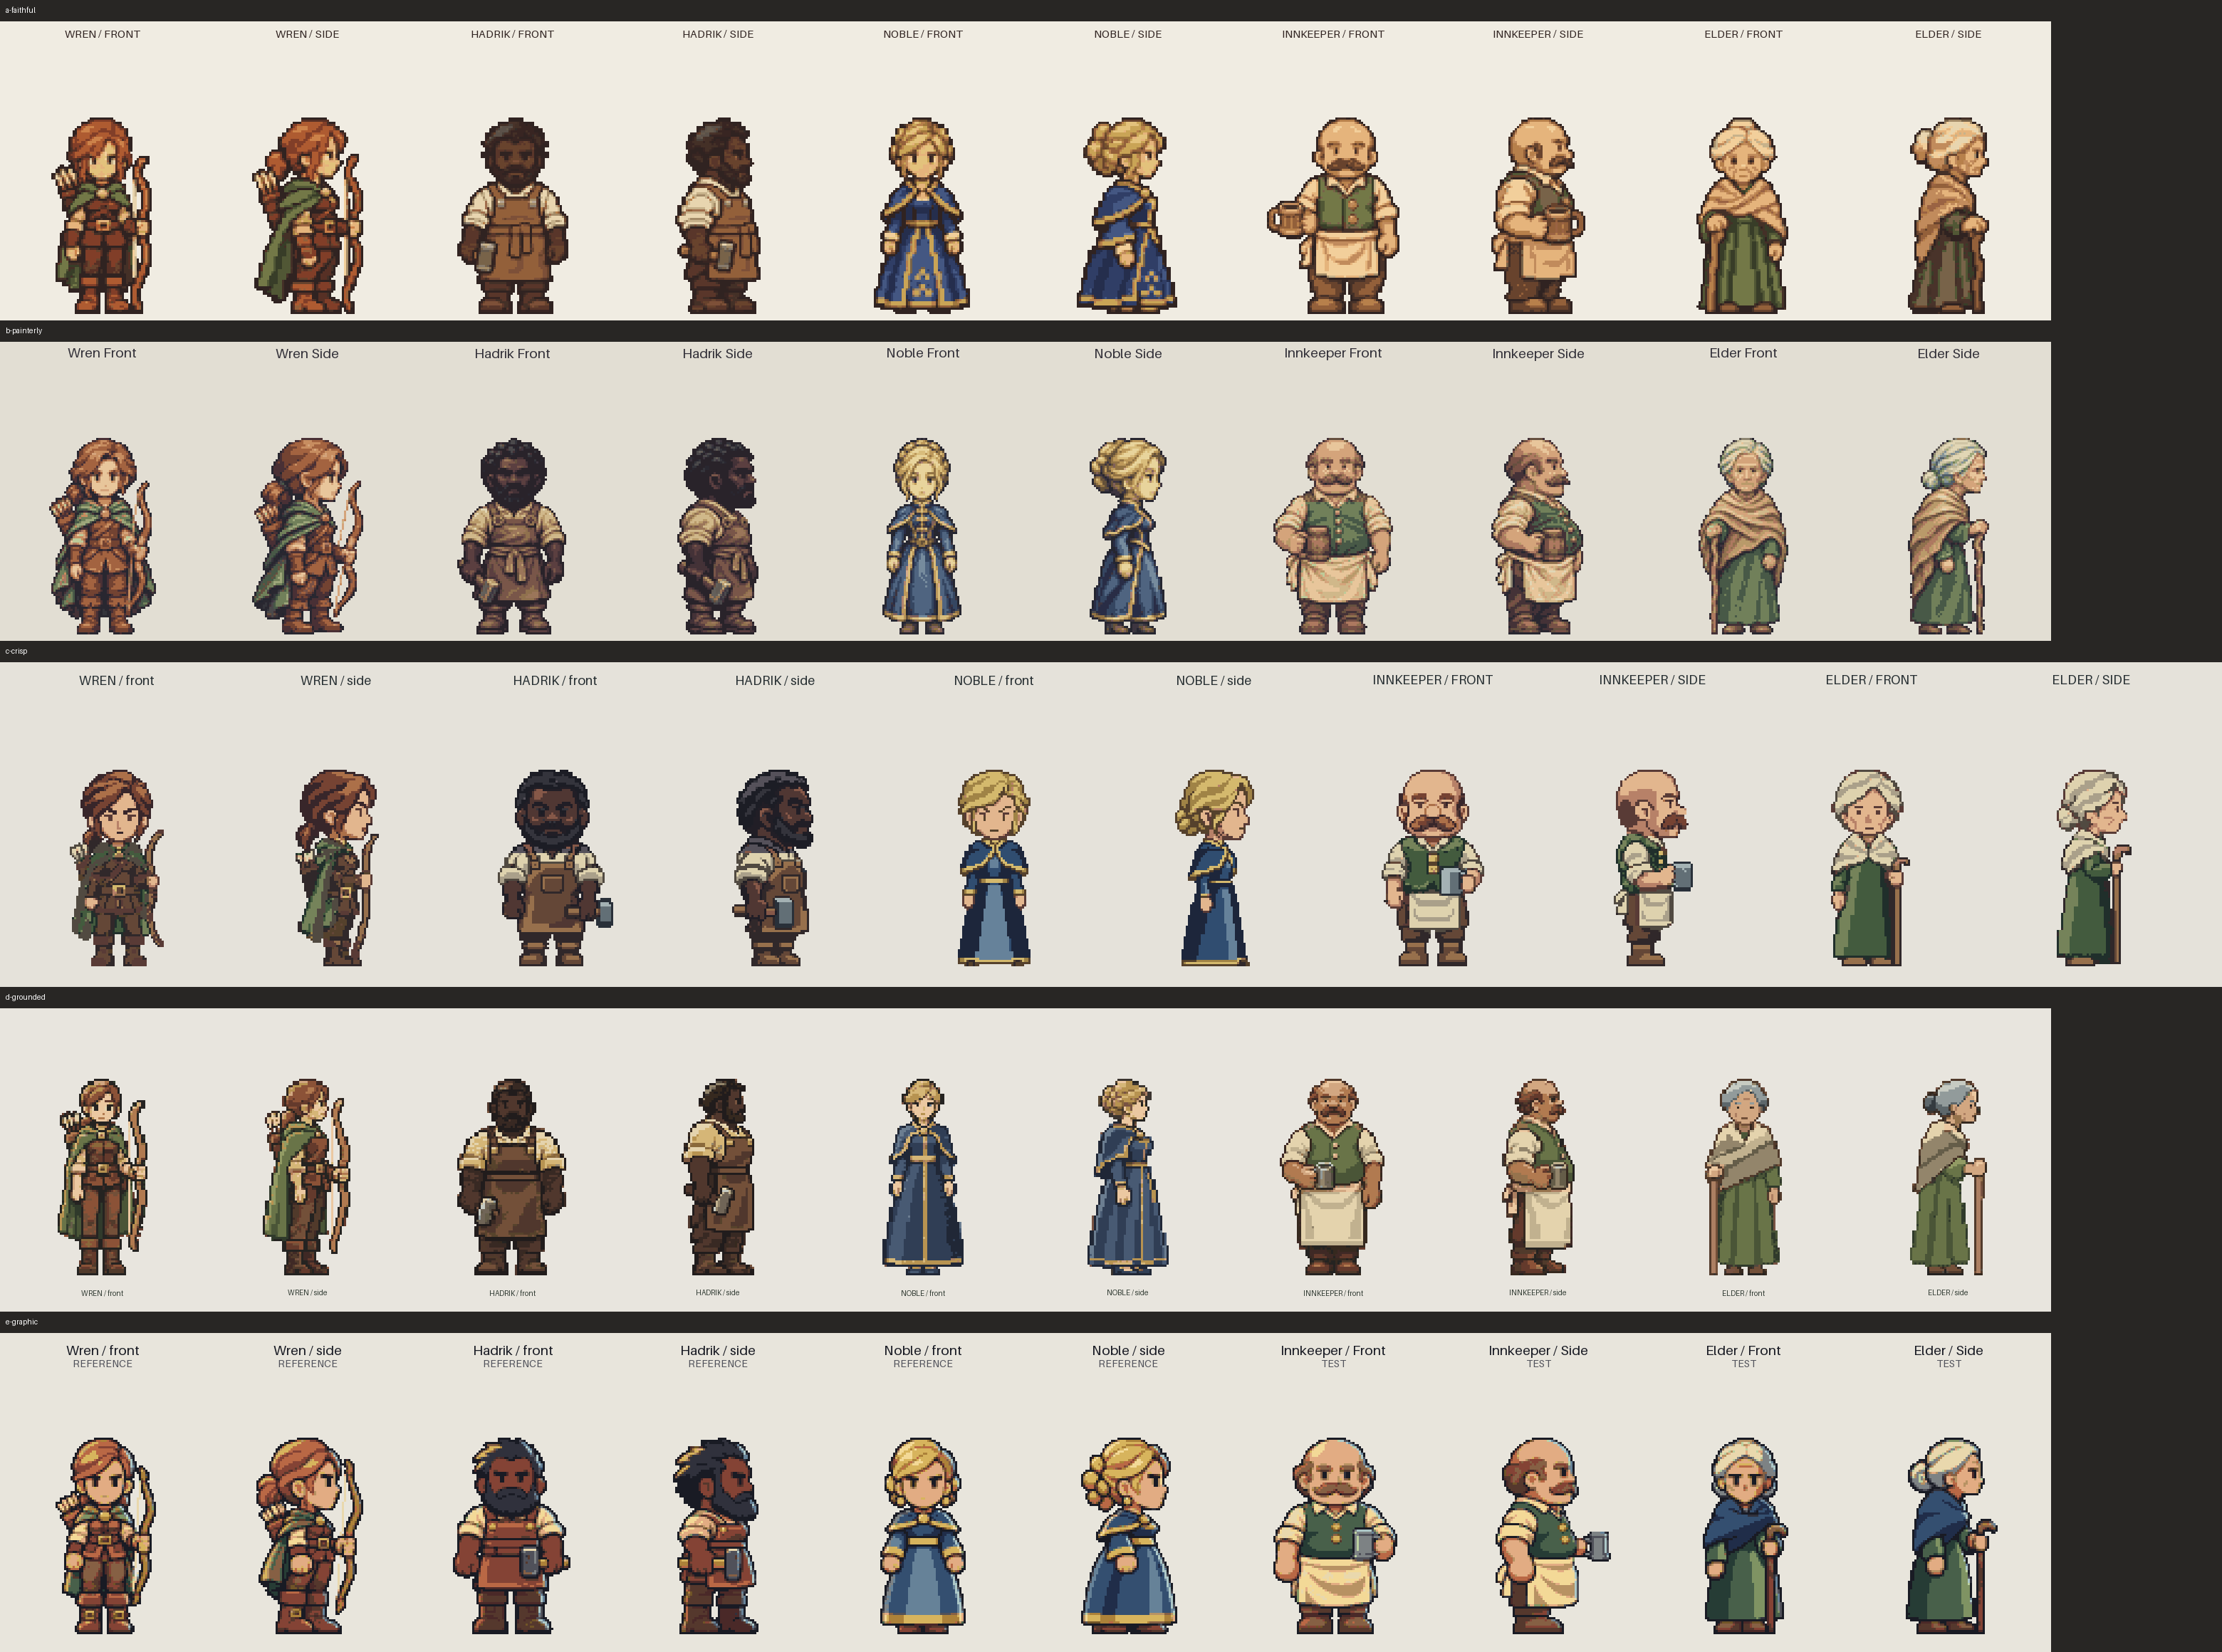 a-faithful
WREN / FRONT WREN / SIDE HADRIK / FRONT HADRIK / SIDE NOBLE / FRONT NOBLE / SIDE INNKEEPER / FRONT INNKEEPER / SIDE ELDER / FRONT ELDER / SIDE
b-painterly
Wren Front Wren Side Hadrik Front Hadrik Side Noble Front Noble Side Innkeeper Front Innkeeper Side Elder Front Elder Side
c-crisp
WREN / front WREN / side HADRIK / front HADRIK / side NOBLE / front NOBLE / side INNKEEPER / FRONT INNKEEPER / SIDE ELDER / FRONT ELDER / SIDE
d-grounded
WREN / front WREN / side HADRIK / front HADRIK / side NOBLE / front NOBLE / side INNKEEPER / front INNKEEPER / side ELDER / front ELDER / side
e-graphic
Wren / front Wren / side Hadrik / front Hadrik / side Noble / front Noble / side Innkeeper / Front Innkeeper / Side Elder / Front Elder / Side
REFERENCE REFERENCE REFERENCE REFERENCE REFERENCE REFERENCE TEST TEST TEST TEST